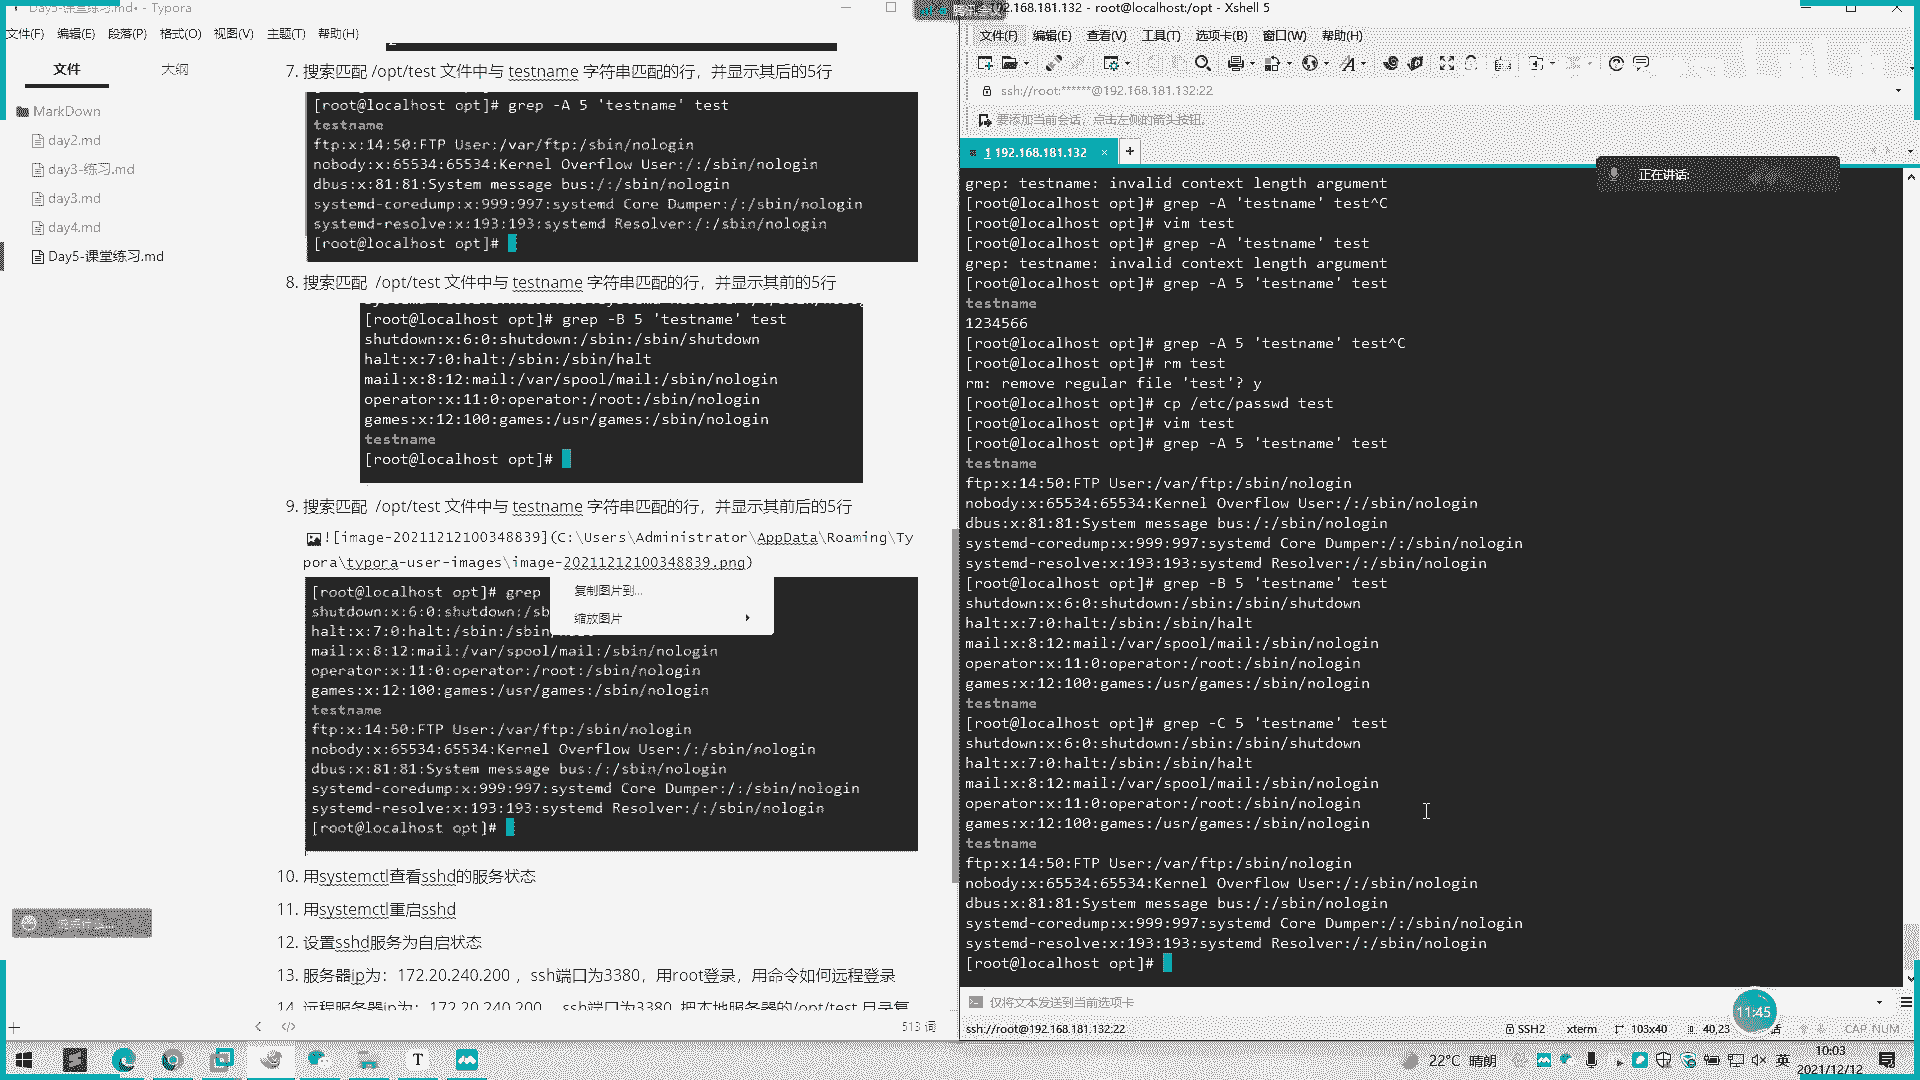 Day5-课堂练习.md• - Typora
文件(F) 编辑(E) 段落(P) 格式(O) 视图(V) 主题(T) 帮助(H)
文件 大纲
MarkDown
day2.md
day3-练习.md
day3.md
day4.md
Day5-课堂练习.md
7. 搜索匹配 /opt/test 文件中与 testname 字符串匹配的行，并显示其后的5行
[root@localhost opt]# grep -A 5 'testname' test
testname
ftp:x:14:50:FTP User:/var/ftp:/sbin/nologin
nobody:x:65534:65534:Kernel Overflow User:/:/sbin/nologin
dbus:x:81:81:System message bus:/:/sbin/nologin
systemd-coredump:x:999:997:systemd Core Dumper:/:/sbin/nologin
systemd-resolve:x:193:193:systemd Resolver:/:/sbin/nologin
[root@localhost opt]#
8. 搜索匹配 /opt/test 文件中与 testname 字符串匹配的行，并显示其前的5行
[root@localhost opt]# grep -B 5 'testname' test
shutdown:x:6:0:shutdown:/sbin:/sbin/shutdown
halt:x:7:0:halt:/sbin:/sbin/halt
mail:x:8:12:mail:/var/spool/mail:/sbin/nologin
operator:x:11:0:operator:/root:/sbin/nologin
games:x:12:100:games:/usr/games:/sbin/nologin
testname
[root@localhost opt]#
9. 搜索匹配 /opt/test 文件中与 testname 字符串匹配的行，并显示其前后的5行
![image-20211212100348839](C:\Users\Administrator\AppData\Roaming\Ty
pora\typora-user-images\image-20211212100348839.png)
复制图片到...
缩放图片
[root@localhost opt]# grep
shutdown:x:6:0:shutdown:/sb
halt:x:7:0:halt:/sbin:/sbin/halt
mail:x:8:12:mail:/var/spool/mail:/sbin/nologin
operator:x:11:0:operator:/root:/sbin/nologin
games:x:12:100:games:/usr/games:/sbin/nologin
testname
ftp:x:14:50:FTP User:/var/ftp:/sbin/nologin
nobody:x:65534:65534:Kernel Overflow User:/:/sbin/nologin
dbus:x:81:81:System message bus:/:/sbin/nologin
systemd-coredump:x:999:997:systemd Core Dumper:/:/sbin/nologin
systemd-resolve:x:193:193:systemd Resolver:/:/sbin/nologin
[root@localhost opt]#
10. 用systemctl查看sshd的服务状态
11. 用systemctl重启sshd
12. 设置sshd服务为自启状态
13. 服务器ip为：172.20.240.200 ，ssh端口为3380，用root登录，用命令如何远程登录
14. 远程服务器ip为：172.20.240.200 ，ssh端口为3380, 把本地服务器的/opt/test 目录复
513 词
192.168.181.132 - root@localhost:/opt - Xshell 5
文件(F) 编辑(E) 查看(V) 工具(T) 选项卡(B) 窗口(W) 帮助(H)
ssh://root:******@192.168.181.132:22
要添加当前会话，点击左侧的箭头按钮。
1 192.168.181.132 × +
正在讲话:
grep: testname: invalid context length argument
[root@localhost opt]# grep -A 'testname' test^C
[root@localhost opt]# vim test
[root@localhost opt]# grep -A 'testname' test
grep: testname: invalid context length argument
[root@localhost opt]# grep -A 5 'testname' test
testname
1234566
[root@localhost opt]# grep -A 5 'testname' test^C
[root@localhost opt]# rm test
rm: remove regular file 'test'? y
[root@localhost opt]# cp /etc/passwd test
[root@localhost opt]# vim test
[root@localhost opt]# grep -A 5 'testname' test
testname
ftp:x:14:50:FTP User:/var/ftp:/sbin/nologin
nobody:x:65534:65534:Kernel Overflow User:/:/sbin/nologin
dbus:x:81:81:System message bus:/:/sbin/nologin
systemd-coredump:x:999:997:systemd Core Dumper:/:/sbin/nologin
systemd-resolve:x:193:193:systemd Resolver:/:/sbin/nologin
[root@localhost opt]# grep -B 5 'testname' test
shutdown:x:6:0:shutdown:/sbin:/sbin/shutdown
halt:x:7:0:halt:/sbin:/sbin/halt
mail:x:8:12:mail:/var/spool/mail:/sbin/nologin
operator:x:11:0:operator:/root:/sbin/nologin
games:x:12:100:games:/usr/games:/sbin/nologin
testname
[root@localhost opt]# grep -C 5 'testname' test
shutdown:x:6:0:shutdown:/sbin:/sbin/shutdown
halt:x:7:0:halt:/sbin:/sbin/halt
mail:x:8:12:mail:/var/spool/mail:/sbin/nologin
operator:x:11:0:operator:/root:/sbin/nologin
games:x:12:100:games:/usr/games:/sbin/nologin
testname
ftp:x:14:50:FTP User:/var/ftp:/sbin/nologin
nobody:x:65534:65534:Kernel Overflow User:/:/sbin/nologin
dbus:x:81:81:System message bus:/:/sbin/nologin
systemd-coredump:x:999:997:systemd Core Dumper:/:/sbin/nologin
systemd-resolve:x:193:193:systemd Resolver:/:/sbin/nologin
[root@localhost opt]#
仅将文本发送到当前选项卡
ssh://root@192.168.181.132:22 SSH2 xterm 103x40 40,23 CAP NUM
11:45
22°C 晴朗 英 10:03
2021/12/12